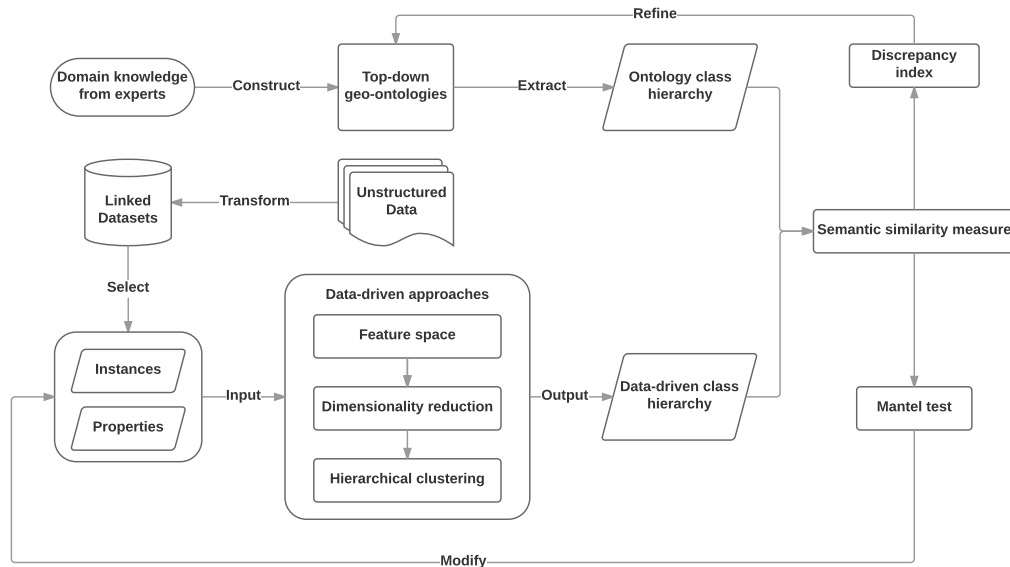 Refine
Domain knowledge
from experts
Construct
Top-down
geo-ontologies
Extract
Ontology class
hierarchy
Discrepancy
index
Linked
Datasets
Transform
Unstructured
Data
Semantic similarity measure
Select
Data-driven approaches
Feature space
Instances
Properties
Input
Dimensionality reduction
Hierarchical clustering
Output
Data-driven class
hierarchy
Mantel test
Modify